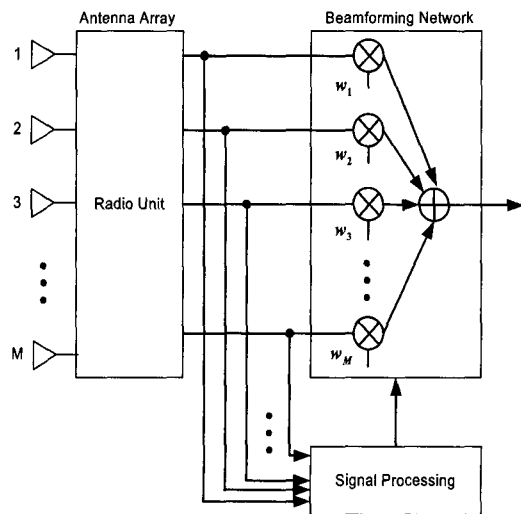 Antenna Array
Beamforming Network
1
2
3
M
Radio Unit
w1
w2
w3
wM
Signal Processing